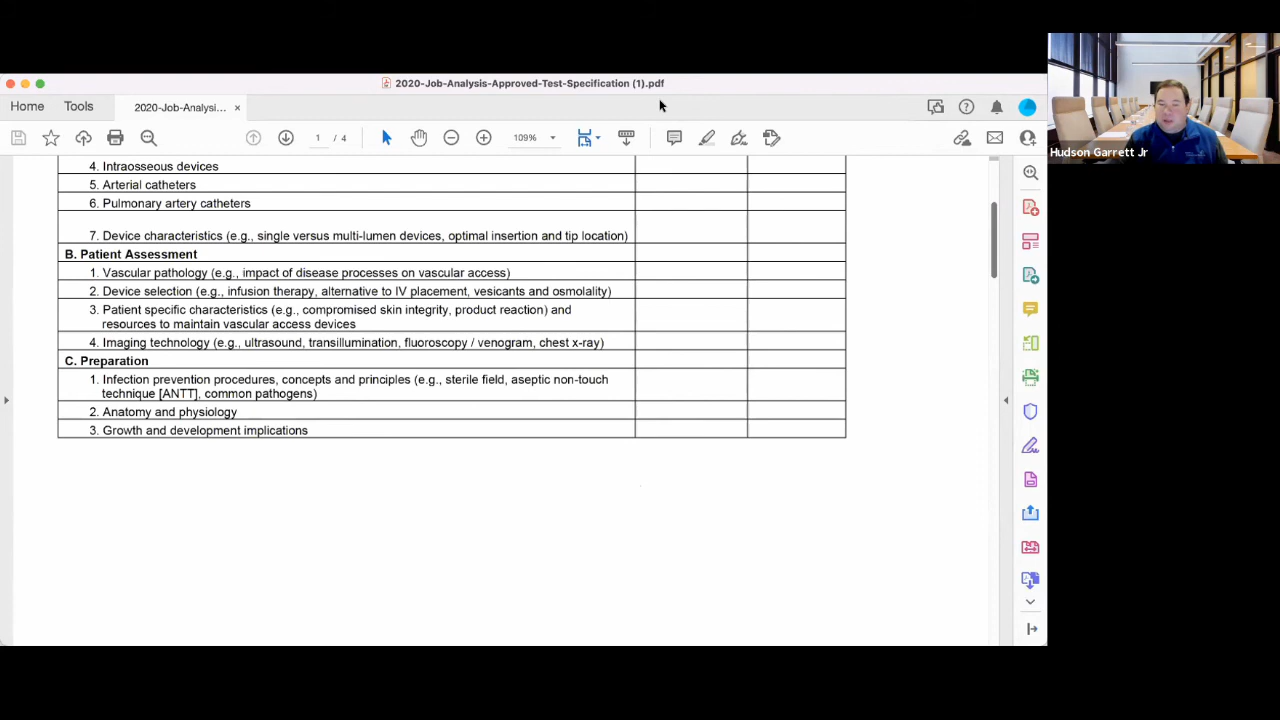 2020-Job-Analysis-Approved-Test-Specification (1).pdf
Home
Tools
2020-Job-Analysi... ×
1 / 4
109%
Hudson Garrett Jr
4. Intraosseous devices
5. Arterial catheters
6. Pulmonary artery catheters
7. Device characteristics (e.g., single versus multi-lumen devices, optimal insertion and tip location)
B. Patient Assessment
1. Vascular pathology (e.g., impact of disease processes on vascular access)
2. Device selection (e.g., infusion therapy, alternative to IV placement, vesicants and osmolality)
3. Patient specific characteristics (e.g., compromised skin integrity, product reaction) and
resources to maintain vascular access devices
4. Imaging technology (e.g., ultrasound, transillumination, fluoroscopy / venogram, chest x-ray)
C. Preparation
1. Infection prevention procedures, concepts and principles (e.g., sterile field, aseptic non-touch
technique [ANTT], common pathogens)
2. Anatomy and physiology
3. Growth and development implications